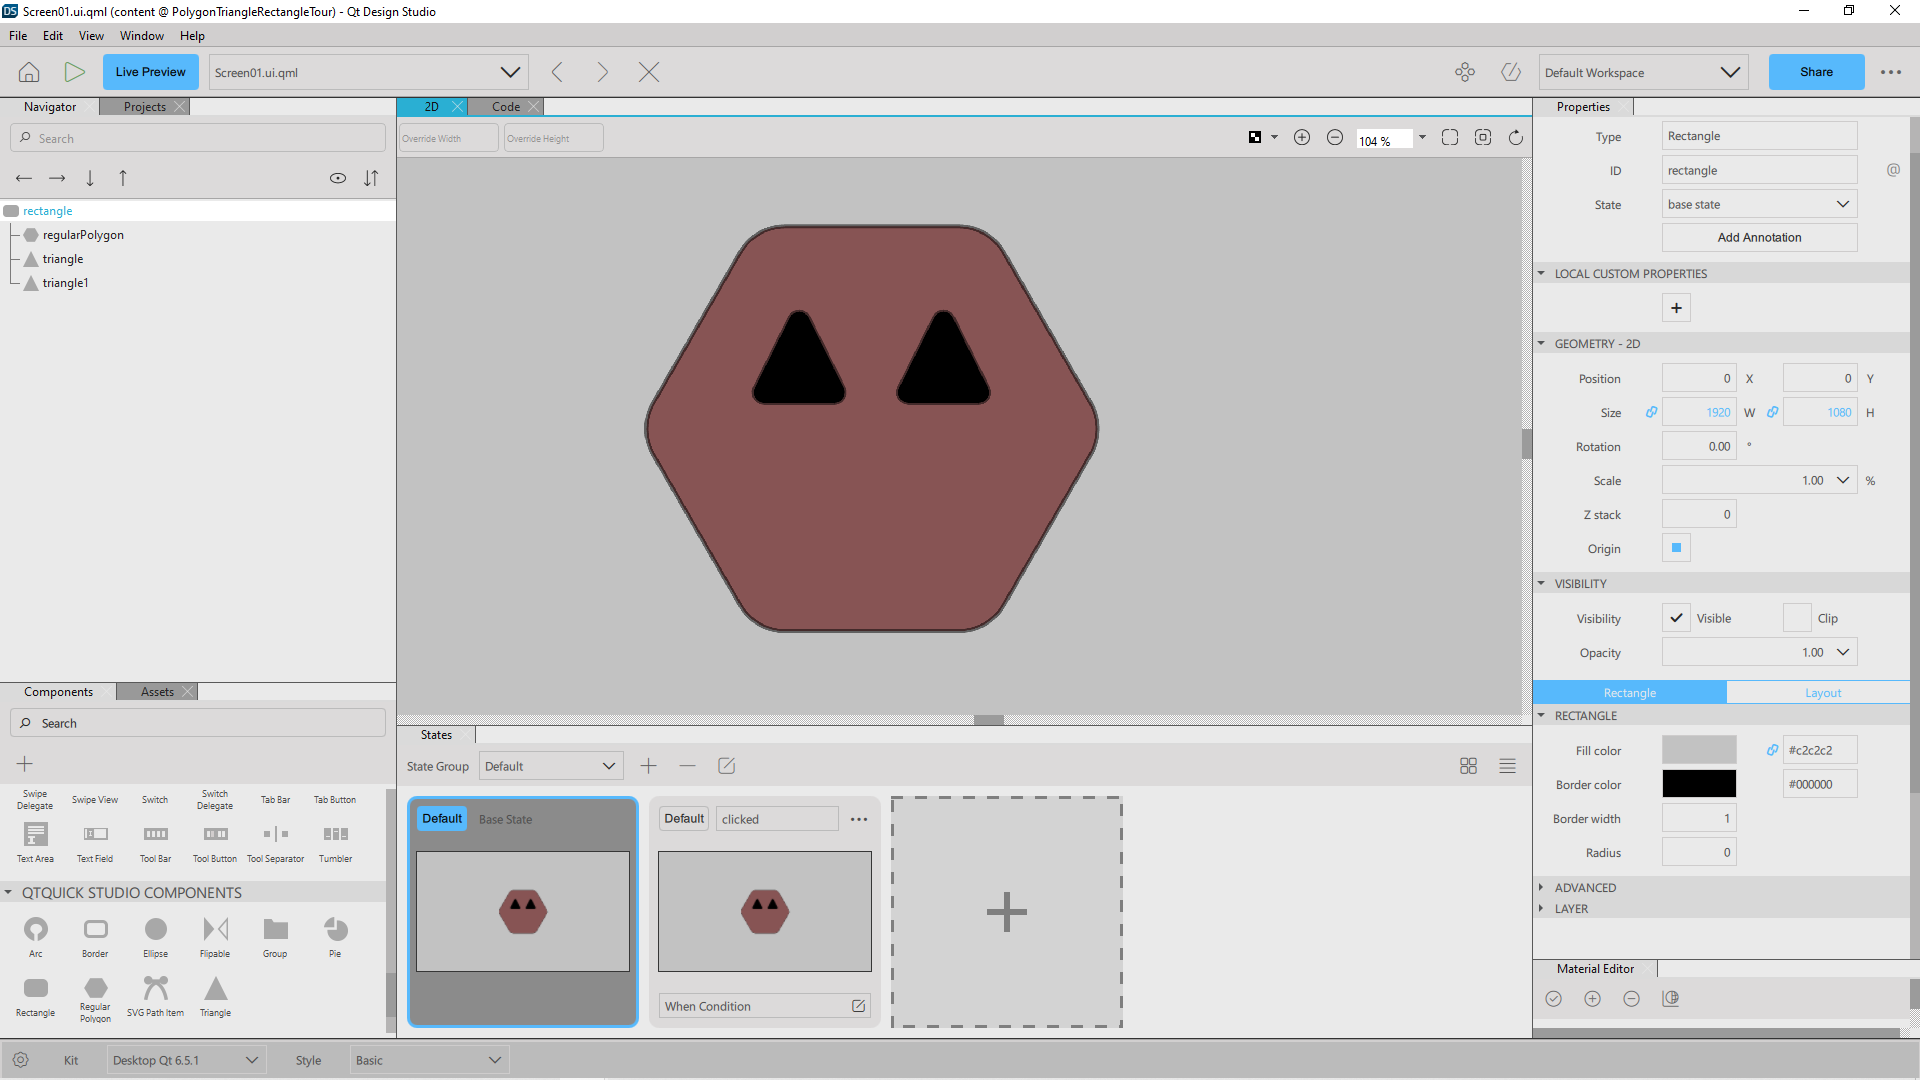 Screen01.ui.qml (content @ PolygonTriangleRectangleTour) - Qt Design Studio
File Edit View Window Help
Live Preview Screen01.ui.qml Default Workspace Share
Navigator Projects
Search
rectangle
regularPolygon
triangle
triangle1
Components Assets
Search
Swipe Delegate
Swipe View
Switch
Switch Delegate
Tab Bar
Tab Button
Text Area
Text Field
Tool Bar
Tool Button
Tool Separator
Tumbler
QTQUICK STUDIO COMPONENTS
Arc
Border
Ellipse
Flipable
Group
Pie
Rectangle
Regular Polygon
SVG Path Item
Triangle
2D Code
Override Width Override Height 104 %
States
State Group Default
Default Base State
Default clicked
When Condition
Properties
Type Rectangle
ID rectangle @
State base state
Add Annotation
LOCAL CUSTOM PROPERTIES
GEOMETRY - 2D
Position 0 X 0 Y
Size 1920 W 1080 H
Rotation 0.00 °
Scale 1.00 %
Z stack 0
Origin
VISIBILITY
Visibility Visible Clip
Opacity 1.00
Rectangle Layout
RECTANGLE
Fill color #c2c2c2
Border color #000000
Border width 1
Radius 0
ADVANCED
LAYER
Material Editor
Kit Desktop Qt 6.5.1 Style Basic
DS